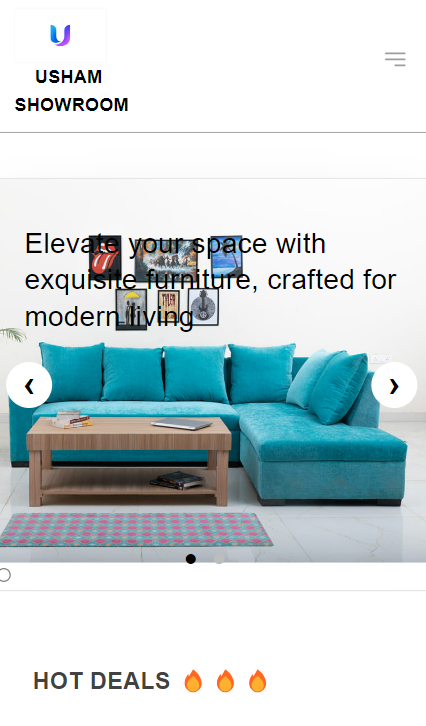 USHAM
SHOWROOM
Elevate your space with
exquisite furniture, crafted for
modern living
HOT DEALS 🔥 🔥 🔥